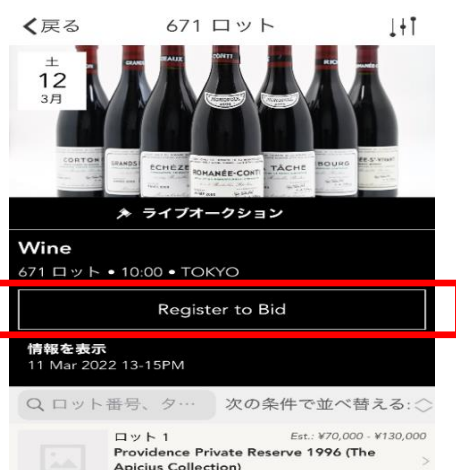 戻る
671 ロット
土
12
3月
CORTON
GRANDS
ÉCHÉZE
ROMANÉE-CONTI
TÂCHE
BOURG
ライブオークション
Wine
671 ロット • 10:00 • TOKYO
Register to Bid
情報を表示
11 Mar 2022 13-15PM
ロット番号、タ…
次の条件で並べ替える:
ロット 1
Est.: ¥70,000 - ¥130,000
Providence Private Reserve 1996 (The
Apicius Collection)